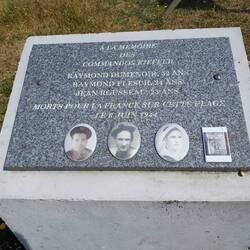 À LA MÉMOIRE
DES
COMMANDOS KIEFFER
RAYMOND DUMENOIR, 32 ANS
RAYMOND FLESCH, 24 ANS
JEAN ROUSSEAU, 23 ANS
MORTS POUR LA FRANCE SUR CETTE PLAGE
LE 6 JUIN 1944